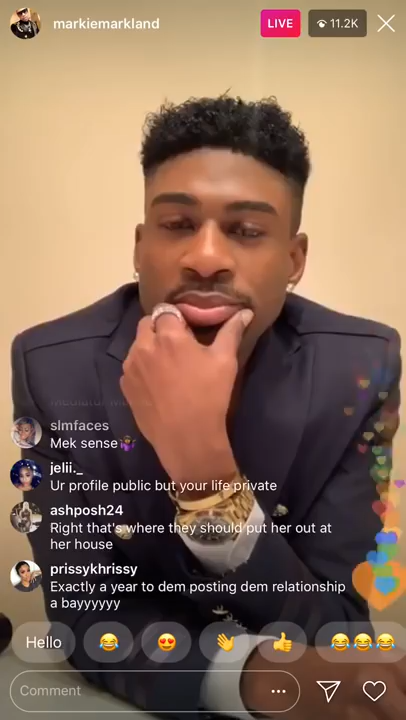 markiemarkland
LIVE
11.2K
slmfaces
Mek sense🤷🏾‍♀️
jelii._
Ur profile public but your life private
ashposh24
Right that's where they should put her out at
her house
prissykhrissy
Exactly a year to dem posting dem relationship
a bayyyyyy
Hello 😂 😍 👋 👍 😂😂😂
Comment